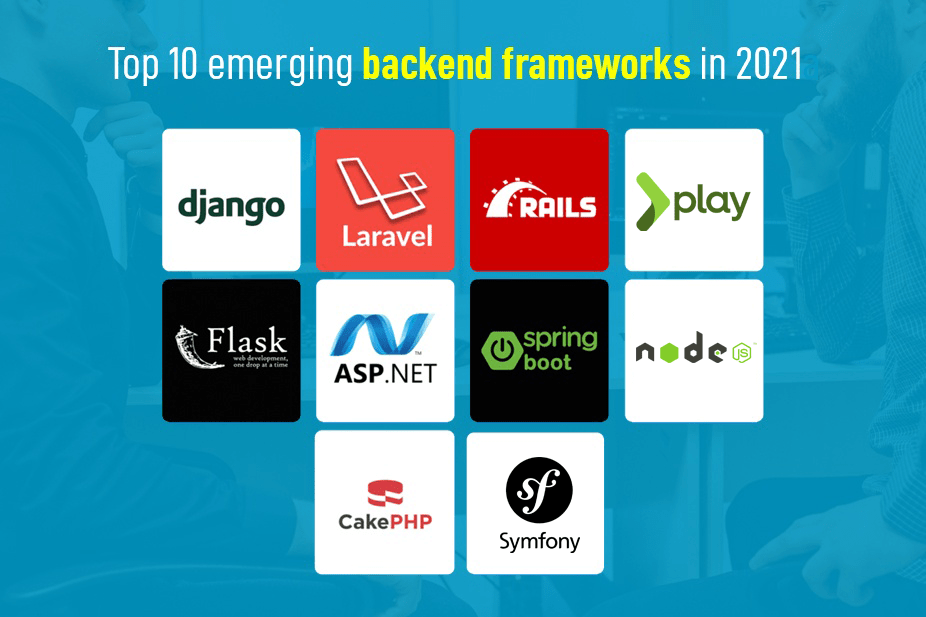 Top 10 emerging backend frameworks in 2021
django
Laravel
RAILS
play
Flask
web development,
one drop at a time
ASP.NET
TM
spring
boot
node
JS
CakePHP
sf
Symfony